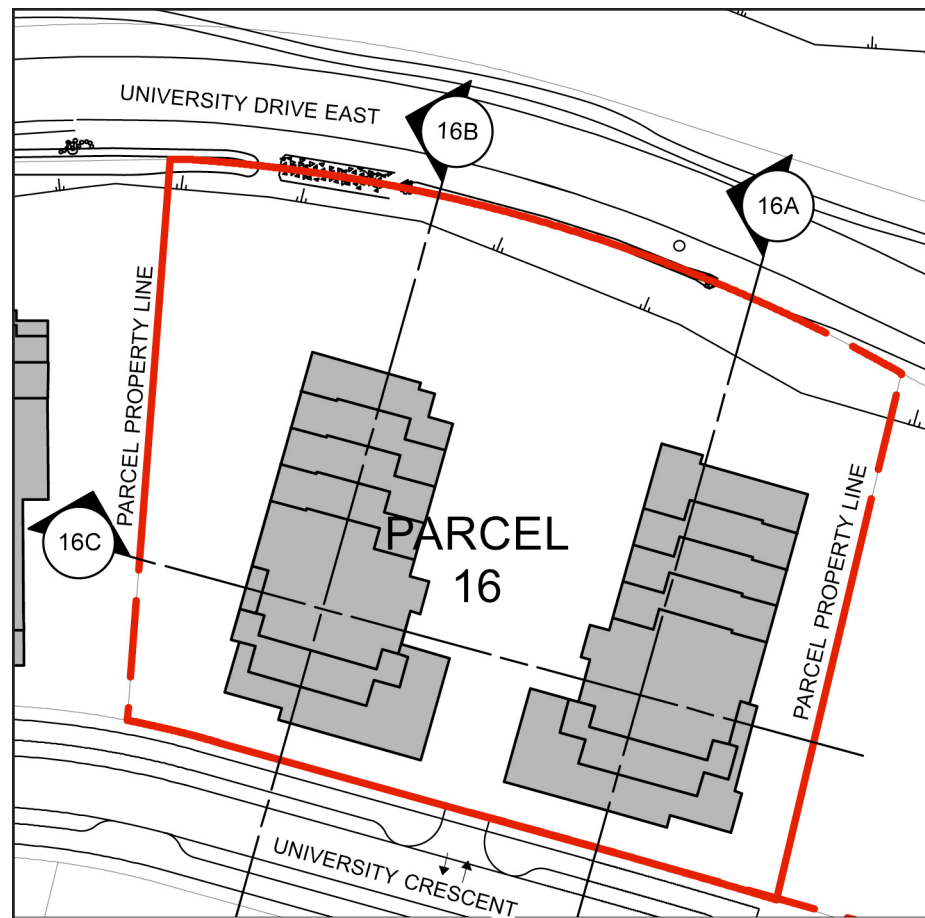 UNIVERSITY DRIVE EAST
16B
16A
PARCEL PROPERTY LINE
16C
PARCEL
16
PARCEL PROPERTY LINE
UNIVERSITY CRESCENT